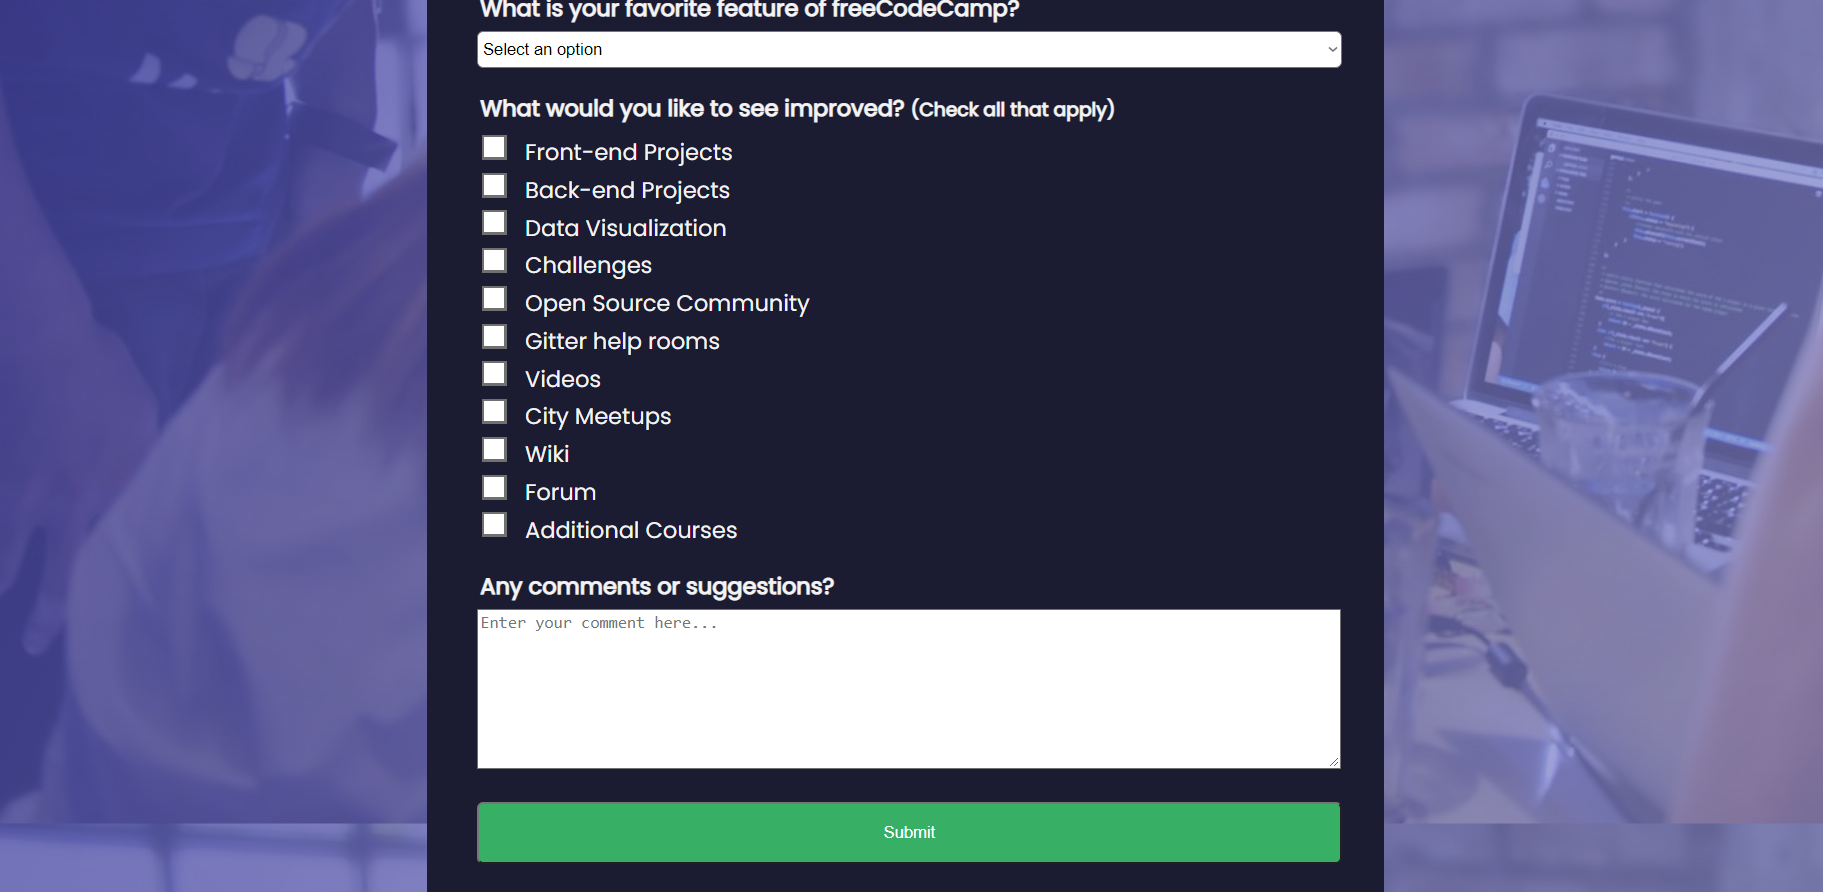 What is your favorite feature of freeCodeCamp?
Select an option
What would you like to see improved? (Check all that apply)
Front-end Projects
Back-end Projects
Data Visualization
Challenges
Open Source Community
Gitter help rooms
Videos
City Meetups
Wiki
Forum
Additional Courses
Any comments or suggestions?
Enter your comment here...
Submit